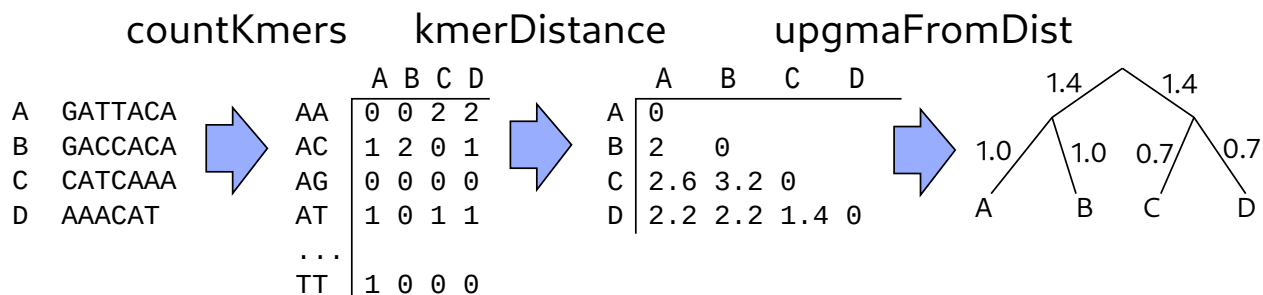 countKmers kmerDistance upgmaFromDist
A GATTACA
B GACCACA
C CATCAAA
D AAACAT
A B C D
AA 0 0 2 2
AC 1 2 0 1
AG 0 0 0 0
AT 1 0 1 1
...
TT 1 0 0 0
A B C D
A 0
B 2 0
C 2.6 3.2 0
D 2.2 2.2 1.4 0
1.4 1.4
1.0 1.0 0.7 0.7
A B C D